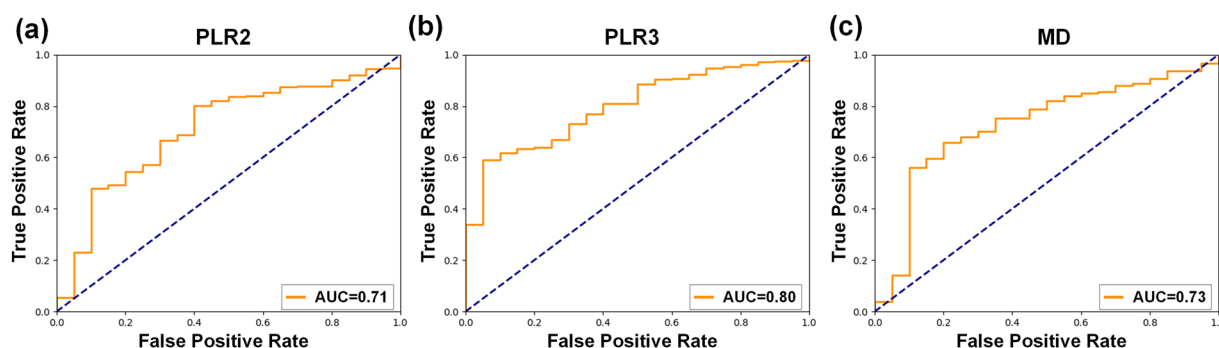 (a) PLR2
1.0
0.8
0.6
0.4
0.2
0.0
True Positive Rate
0.0 0.2 0.4 0.6 0.8 1.0
False Positive Rate
AUC=0.71
(b) PLR3
1.0
0.8
0.6
0.4
0.2
0.0
True Positive Rate
0.0 0.2 0.4 0.6 0.8 1.0
False Positive Rate
AUC=0.80
(c) MD
1.0
0.8
0.6
0.4
0.2
0.0
True Positive Rate
0.0 0.2 0.4 0.6 0.8 1.0
False Positive Rate
AUC=0.73